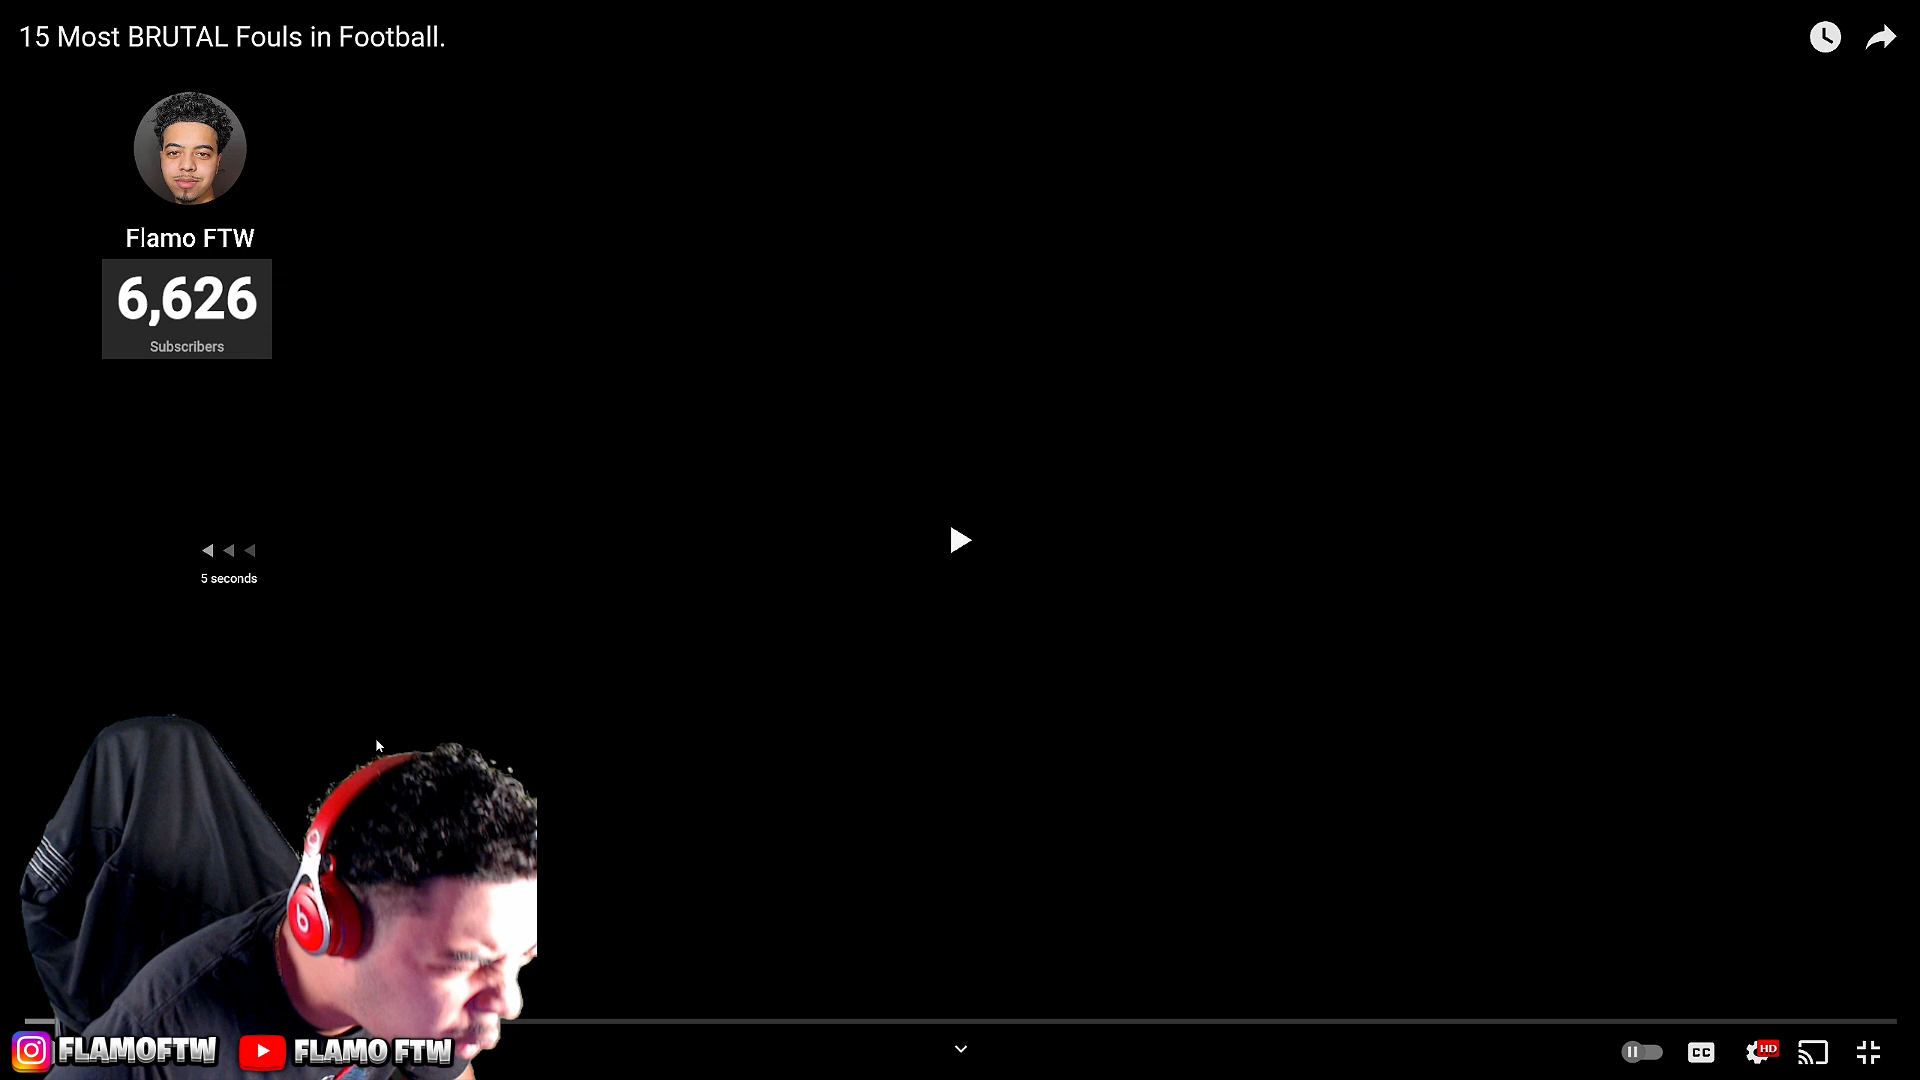 15 Most BRUTAL Fouls in Football.
Flamo FTW
6,626
Subscribers
5 seconds
FLAMOFTW
FLAMO FTW
CC
HD
b